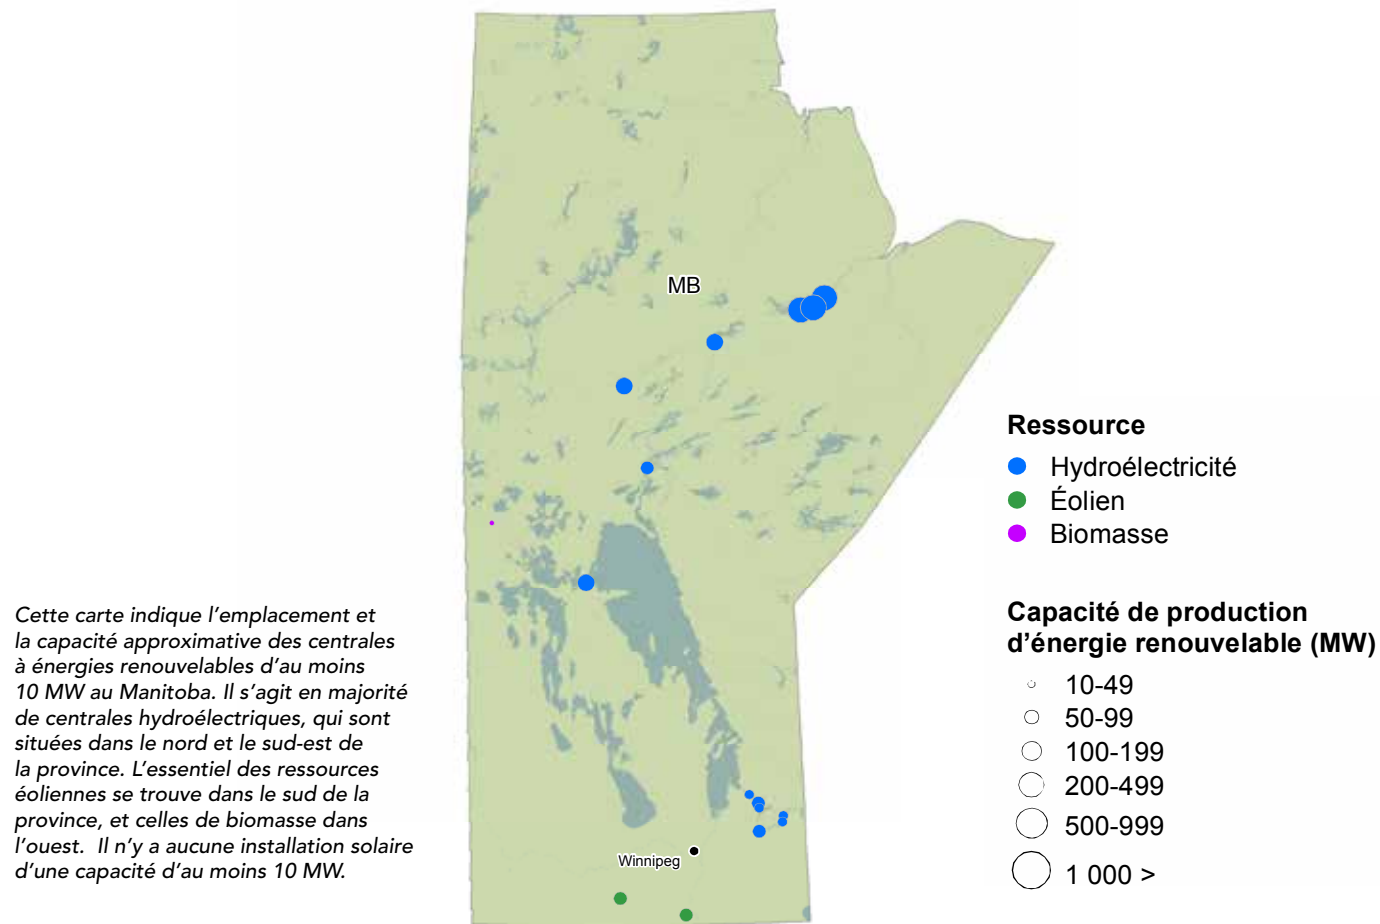 MB
Ressource
Hydroélectricité
Éolien
Biomasse
Cette carte indique l’emplacement et
la capacité approximative des centrales
à énergies renouvelables d’au moins
10 MW au Manitoba. Il s’agit en majorité
de centrales hydroélectriques, qui sont
situées dans le nord et le sud-est de
la province. L’essentiel des ressources
éoliennes se trouve dans le sud de la
province, et celles de biomasse dans
l’ouest.  Il n’y a aucune installation solaire
d’une capacité d’au moins 10 MW.
Capacité de production
d’énergie renouvelable (MW)
10-49
50-99
100-199
200-499
500-999
1 000 >
Winnipeg